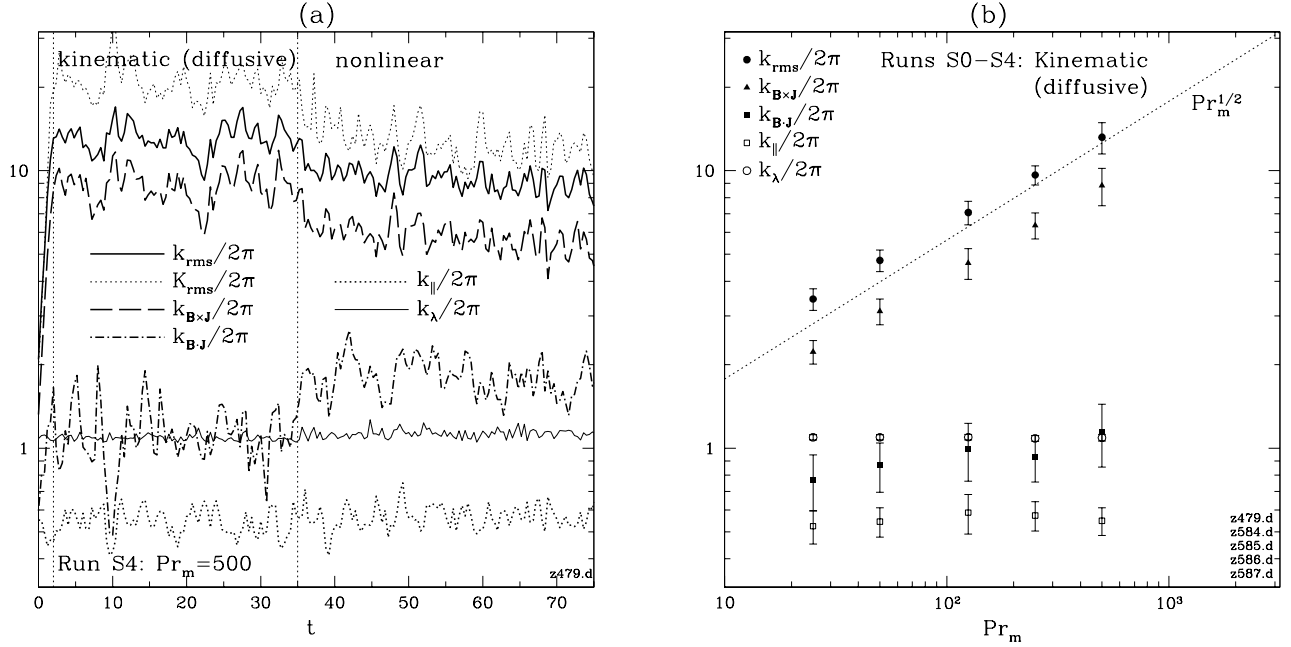 (a)
kinematic (diffusive)
nonlinear
10
1
k_rms/2π
K_rms/2π
k_B×J/2π
k_B·J/2π
k_∥/2π
k_λ/2π
Run S4: Pr_m=500
z479.d
0 10 20 30 40 50 60 70
t
(b)
k_rms/2π
k_B×J/2π
k_B·J/2π
k_∥/2π
k_λ/2π
Runs S0−S4: Kinematic
(diffusive)
Pr_m^1/2
10
1
z479.d
z584.d
z585.d
z586.d
z587.d
10 10² 10³
Pr_m